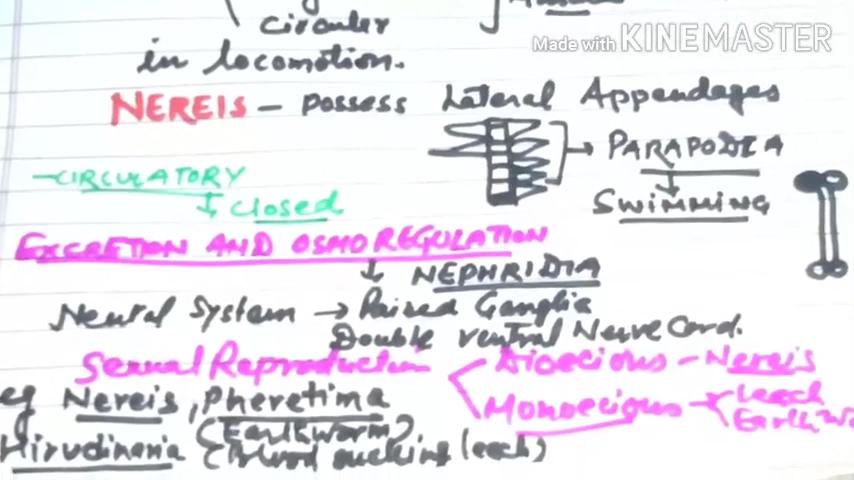 circular
Made with KINEMASTER
in locomotion.
NEREIS - Possess Lateral Appendages
PARAPODIA
SWIMMING
CIRCULATORY
Closed
EXCRETION AND OSMOREGULATION
NEPHRIDIA
Neural System → Paired Ganglia
Double ventral Nerve Cord.
Sexual Reproduction
Dioecious - Nereis
Monoecious
Leech
eg Nereis, Pheretima
(Earthworm)
Hirudinaria (Blood sucking leech)